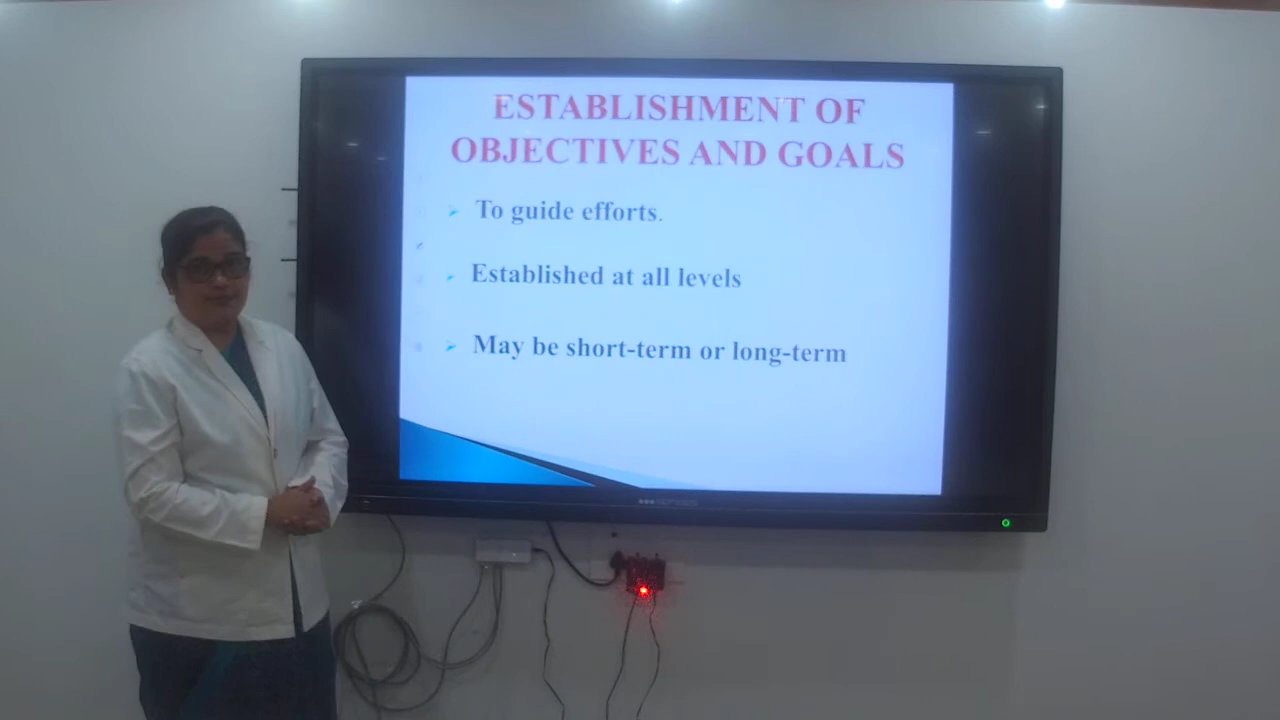 ESTABLISHMENT OF
OBJECTIVES AND GOALS
To guide efforts.
Established at all levels
May be short-term or long-term